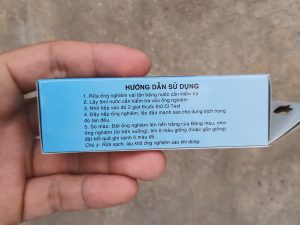 HƯỚNG DẪN SỬ DỤNG
1. Rửa ống nghiệm vài lần bằng nước cần kiểm tra
2. Lấy 5ml nước cần kiểm tra vào ống nghiệm
3. Nhỏ tiếp vào đó 2 giọt thuốc thử Cl Test
4. Đậy nắp ống nghiệm, lắc đều mạnh sao cho dung dịch trong
đó tan đều.
5. So màu: Đặt ống nghiệm lên nền trắng của Bảng màu, nhìn
ống nghiệm (từ trên xuống), tìm ô màu giống (hoặc gần giống)
đọc kết quả ghi cạnh ô màu đó.
Chú ý: Rửa sạch, lau khô ống nghiệm sau khi dùng.